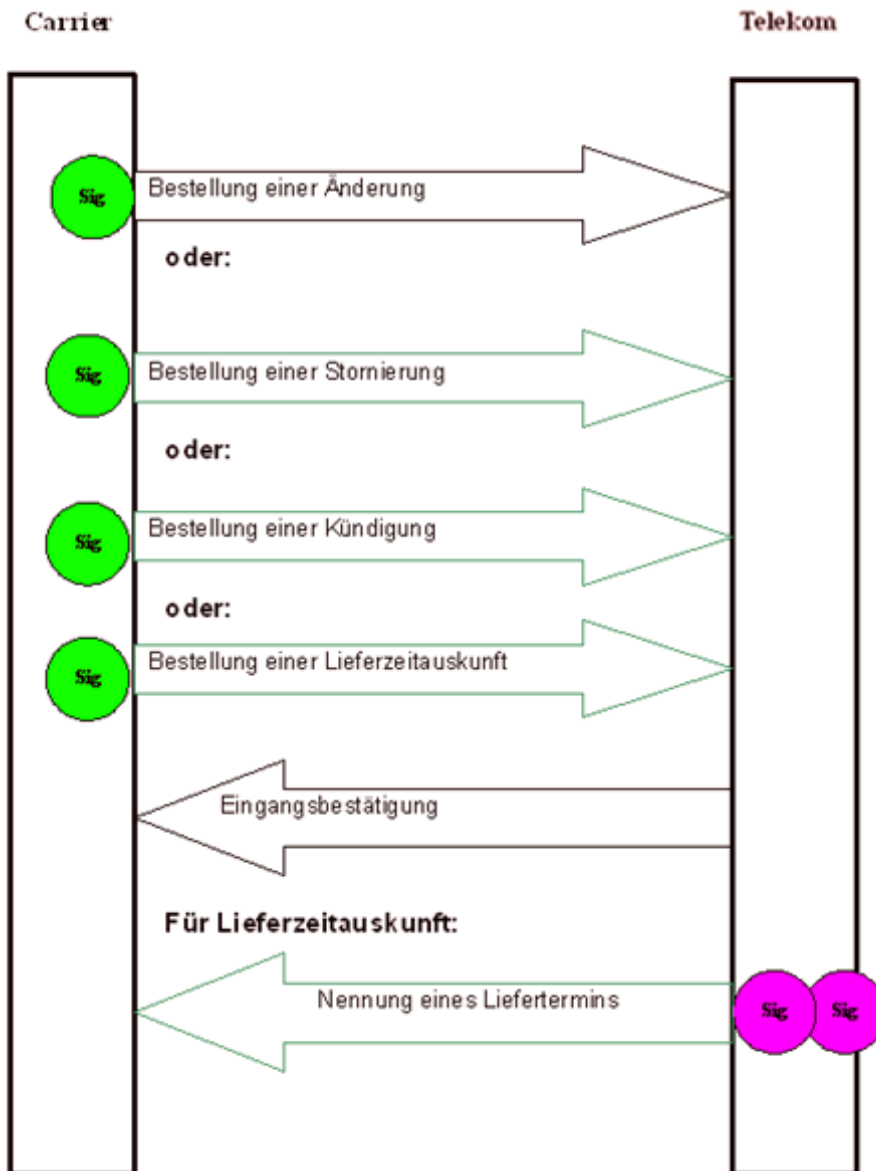 Carrier
Telekom
Sig
Bestellung einer Änderung
oder:
Sig
Bestellung einer Stornierung
oder:
Sig
Bestellung einer Kündigung
oder:
Sig
Bestellung einer Lieferzeitauskunft
Eingangsbestätigung
Für Lieferzeitauskunft:
Nennung eines Liefertermins
Sig
Sig